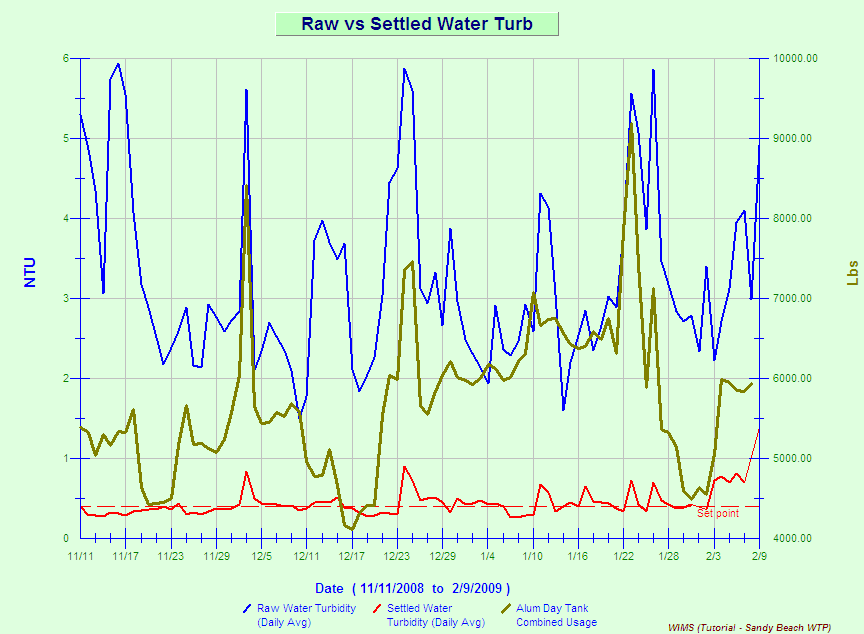 Raw vs Settled Water Turb
6
5
4
3
2
1
0
NTU
10000.00
9000.00
8000.00
7000.00
6000.00
5000.00
4000.00
Lbs
Set point
11/11 11/17 11/23 11/29 12/5 12/11 12/17 12/23 12/29 1/4 1/10 1/16 1/22 1/28 2/3 2/9
Date ( 11/11/2008 to 2/9/2009 )
Raw Water Turbidity
(Daily Avg)
Settled Water
Turbidity (Daily Avg)
Alum Day Tank
Combined Usage
WIMS (Tutorial - Sandy Beach WTP)